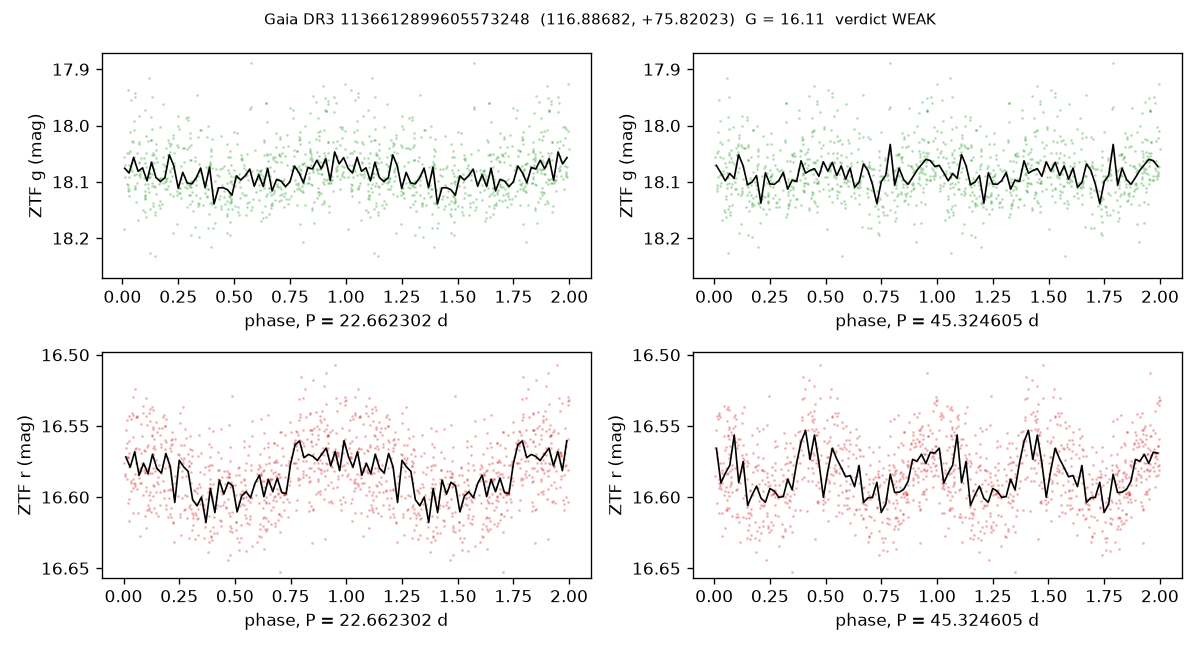 Gaia DR3 1136612899605573248 (116.88682, +75.82023) G = 16.11 verdict WEAK
17.9
18.0
18.1
18.2
ZTF g (mag)
0.00 0.25 0.50 0.75 1.00 1.25 1.50 1.75 2.00
phase, P = 22.662302 d
17.9
18.0
18.1
18.2
ZTF g (mag)
0.00 0.25 0.50 0.75 1.00 1.25 1.50 1.75 2.00
phase, P = 45.324605 d
16.50
16.55
16.60
16.65
ZTF r (mag)
0.00 0.25 0.50 0.75 1.00 1.25 1.50 1.75 2.00
phase, P = 22.662302 d
16.50
16.55
16.60
16.65
ZTF r (mag)
0.00 0.25 0.50 0.75 1.00 1.25 1.50 1.75 2.00
phase, P = 45.324605 d